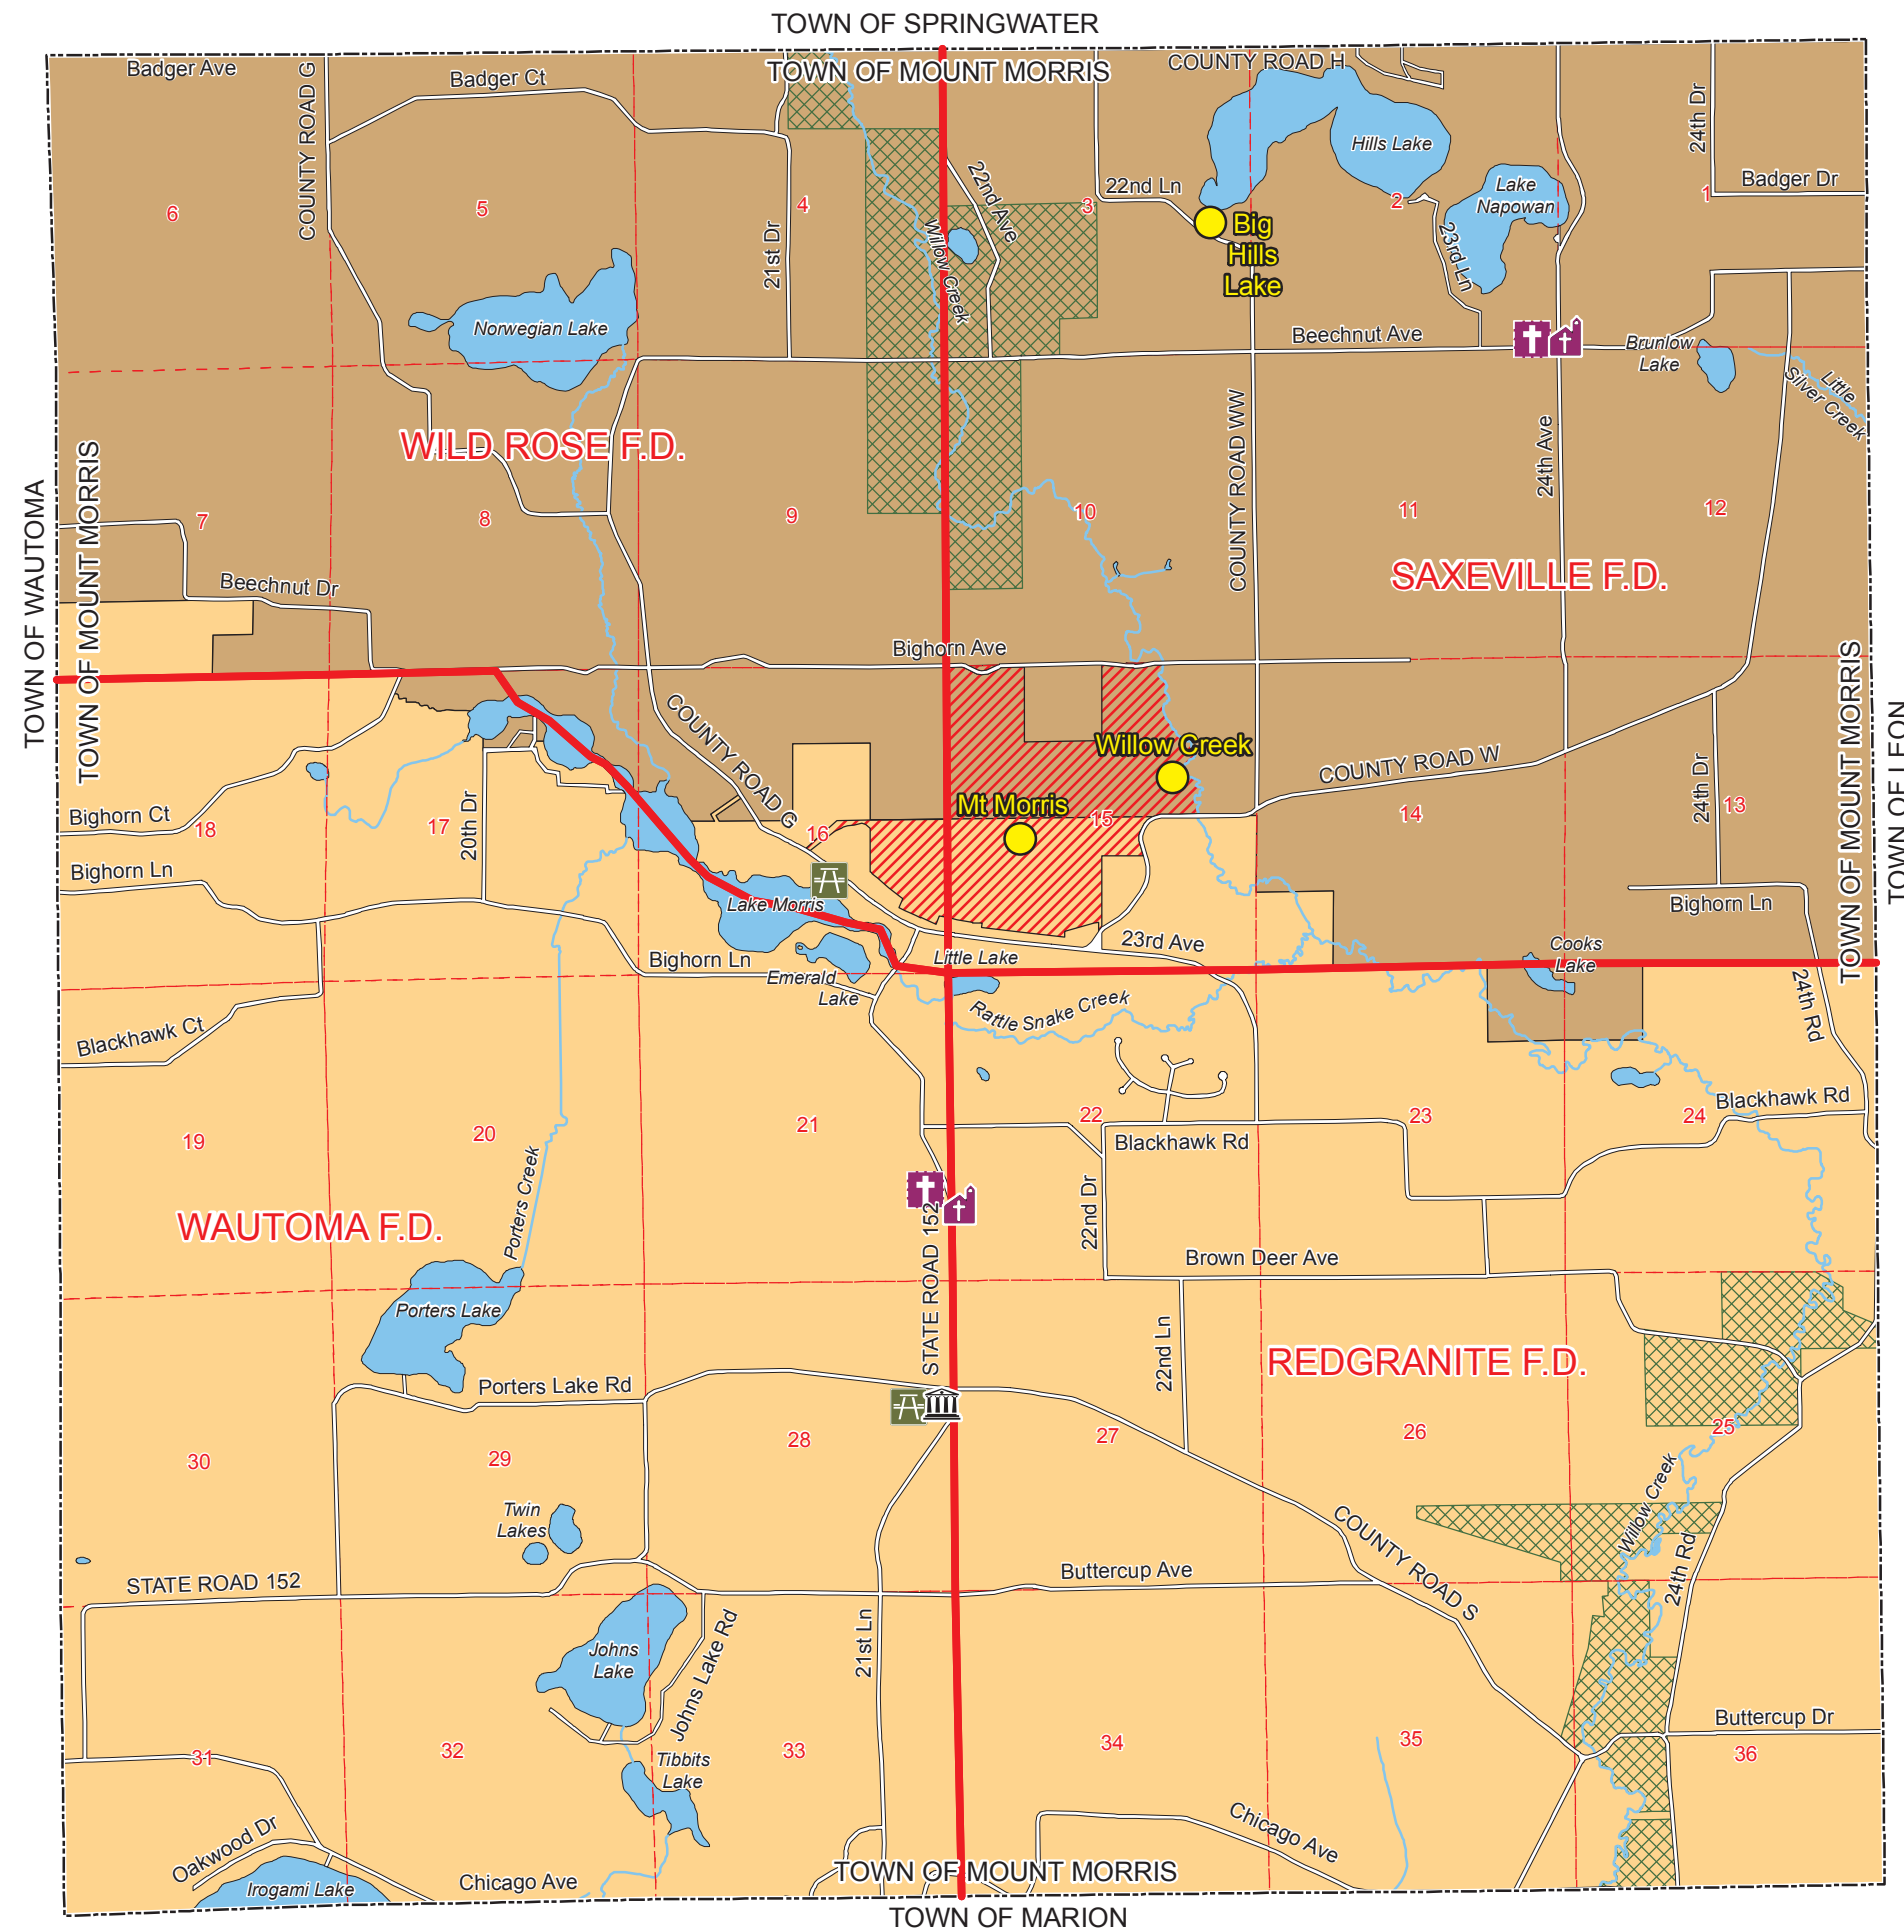 TOWN OF SPRINGWATER
TOWN OF MOUNT MORRIS
Badger Ave
COUNTY ROAD G
Badger Ct
COUNTY ROAD H
24th Dr
Hills Lake
Badger Dr
22nd Ln
22nd Ave
Lake
Napowan
6
5
4
3
2
1
21st Dr
Willow Creek
Big
Hills
Lake
23rd Ln
Norwegian Lake
Beechnut Ave
Brunlow
Lake
Little
Silver Creek
WILD ROSE F.D.
COUNTY ROAD WW
24th Ave
TOWN OF WAUTOMA
TOWN OF MOUNT MORRIS
7
8
9
10
11
12
SAXEVILLE F.D.
Beechnut Dr
Bighorn Ave
TOWN OF MOUNT MORRIS
TOWN OF LEON
COUNTY ROAD G
Willow Creek
COUNTY ROAD W
24th Dr
Bighorn Ct
18
17
20th Dr
16
Mt Morris
15
14
13
Bighorn Ln
Lake Morris
Bighorn Ln
23rd Ave
Bighorn Ln
Little Lake
Cooks
Lake
Emerald
Lake
Rattle Snake Creek
24th Rd
Blackhawk Ct
Blackhawk Rd
19
20
21
22
23
24
Blackhawk Rd
Porters Creek
22nd Dr
WAUTOMA F.D.
STATE ROAD 152
Brown Deer Ave
Porters Lake
22nd Ln
REDGRANITE F.D.
Porters Lake Rd
30
29
28
27
26
25
Twin
Lakes
Willow Creek
COUNTY ROAD S
24th Rd
STATE ROAD 152
Buttercup Ave
Johns
Lake
Johns Lake Rd
21st Ln
Buttercup Dr
31
32
33
34
35
36
Tibbits
Lake
Oakwood Dr
Chicago Ave
Irogami Lake
Chicago Ave
TOWN OF MOUNT MORRIS
TOWN OF MARION